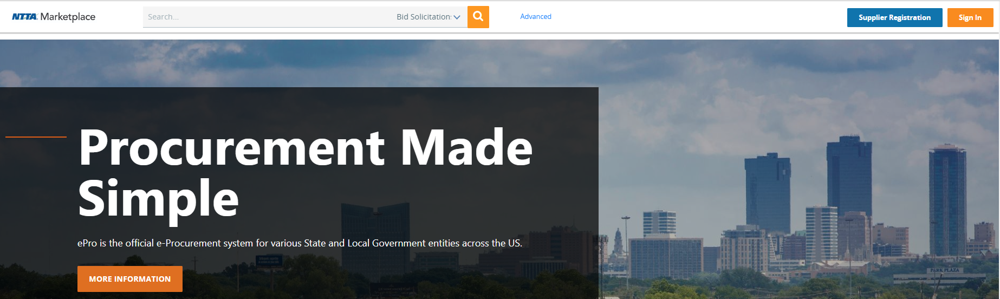 NTTA Marketplace
Search...
Bid Solicitation
Advanced
Supplier Registration
Sign In
Procurement Made
Simple
ePro is the official e-Procurement system for various State and Local Government entities across the US.
MORE INFORMATION
PARK PLAZA